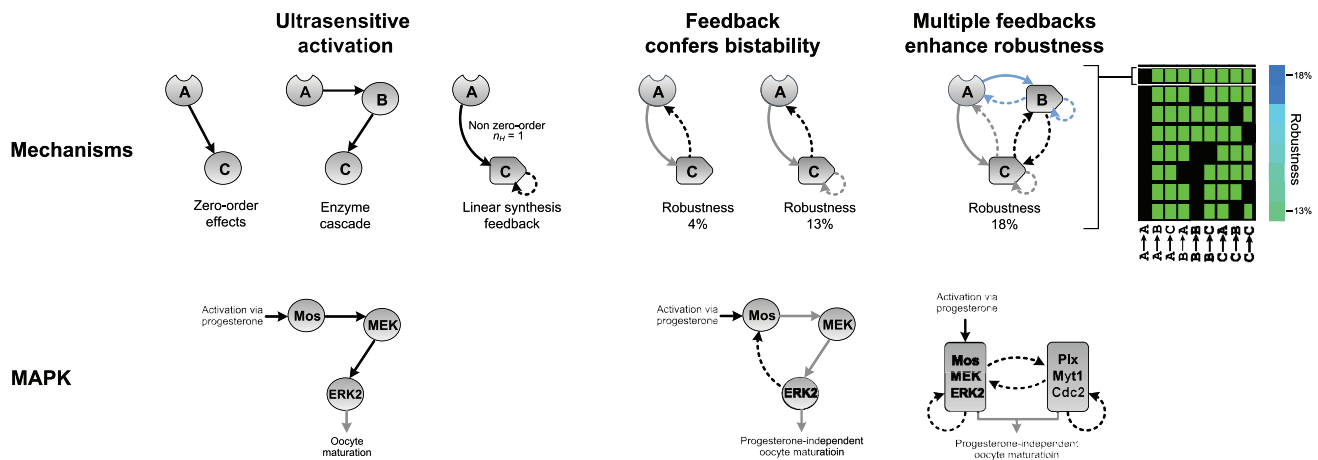 Ultrasensitive
activation
Feedback
confers bistability
Multiple feedbacks
enhance robustness
Mechanisms
A
C
Zero-order
effects
A
B
C
Enzyme
cascade
A
Non zero-order
nH = 1
C
Linear synthesis
feedback
A
C
Robustness
4%
A
C
Robustness
13%
A
B
C
Robustness
18%
18%
Robustness
13%
A→A
A→B
A→C
B→A
B→B
B→C
C→A
C→B
C→C
MAPK
Activation via
progesterone
Mos
MEK
ERK2
Oocyte
maturation
Activation via
progesterone
Mos
MEK
ERK2
Progesterone-independent
oocyte maturatioin
Activation via
progesterone
Mos
MEK
ERK2
Plx
Myt1
Cdc2
Progesterone-independent
oocyte maturatioin